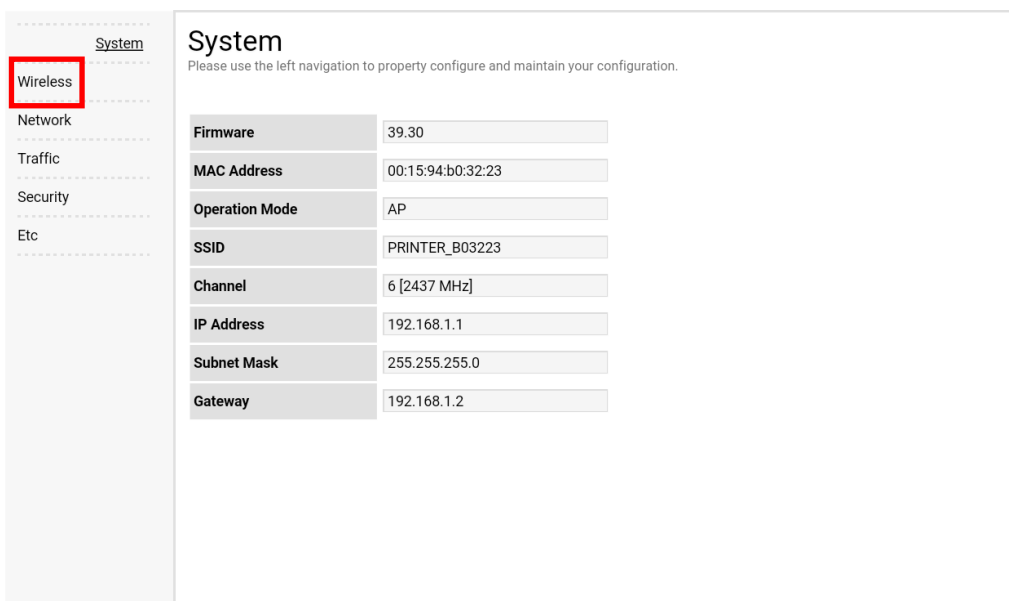 System
Wireless
Network
Traffic
Security
Etc
System
Please use the left navigation to property configure and maintain your configuration.
Firmware 39.30
MAC Address 00:15:94:b0:32:23
Operation Mode AP
SSID PRINTER_B03223
Channel 6 [2437 MHz]
IP Address 192.168.1.1
Subnet Mask 255.255.255.0
Gateway 192.168.1.2